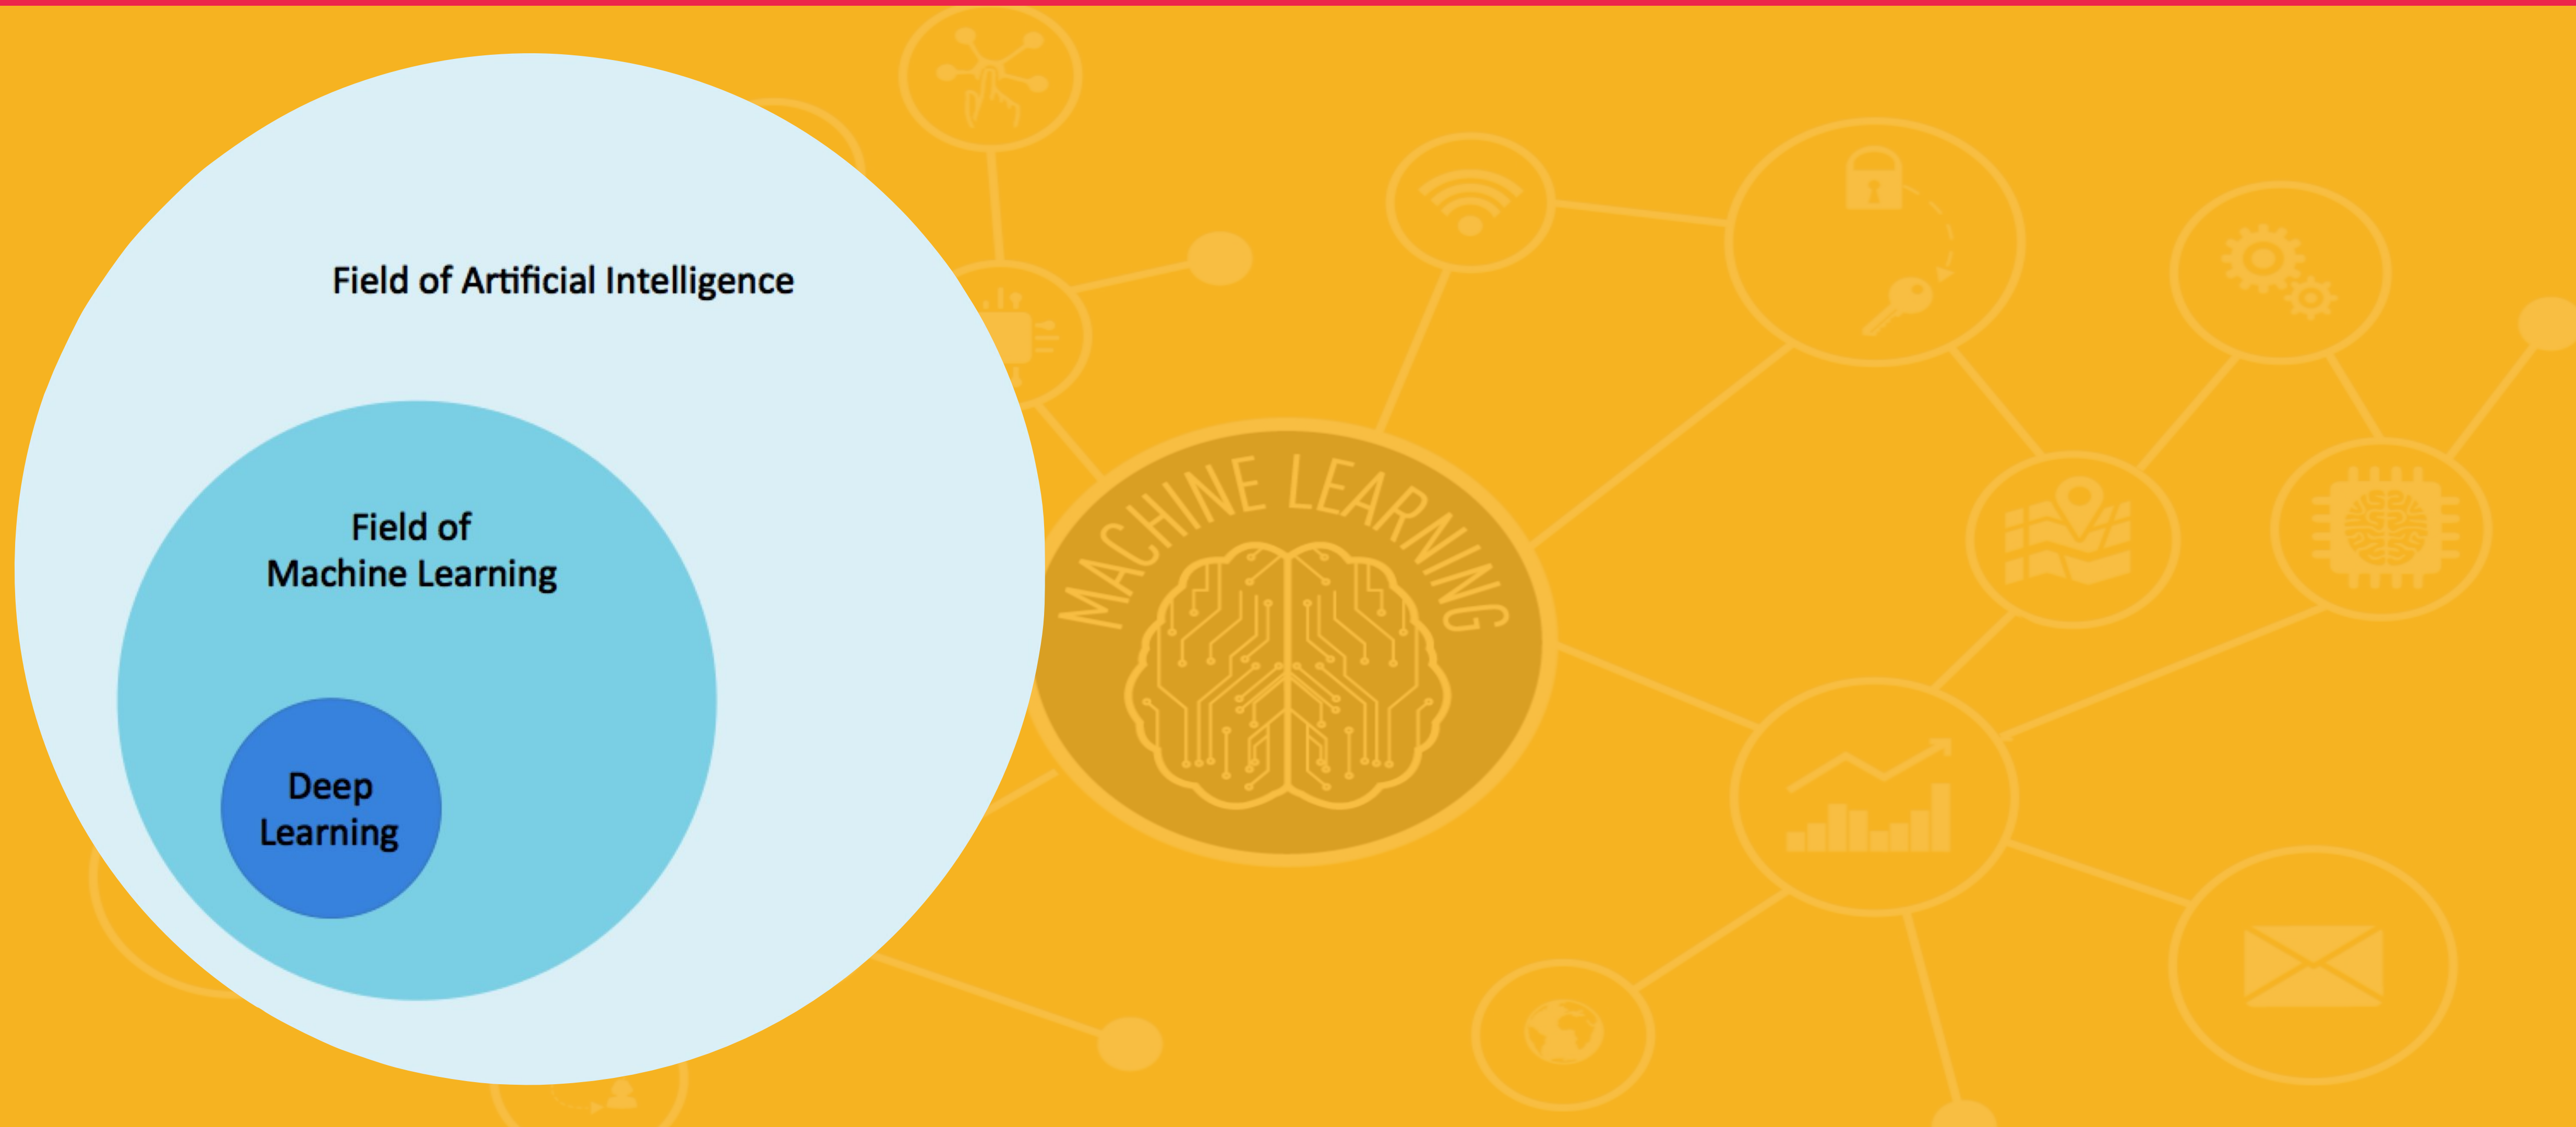 Field of Artificial Intelligence
Field of
Machine Learning
Deep
Learning
MACHINE LEARNING